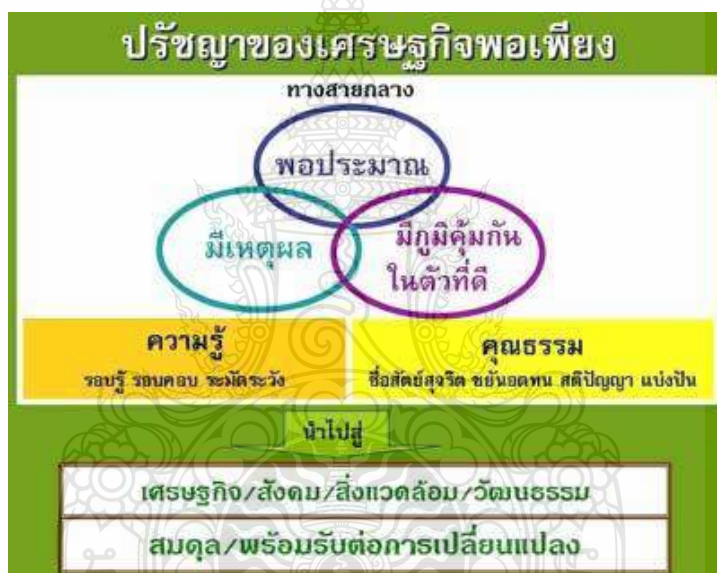 ปรัชญาของเศรษฐกิจพอเพียง
ทางสายกลาง
พอประมาณ
มีเหตุผล
มีภูมิคุ้มกัน
ในตัวที่ดี
ความรู้
รอบรู้ รอบคอบ ระมัดระวัง
คุณธรรม
ซื่อสัตย์สุจริต ขยันอดทน สติปัญญา แบ่งปัน
นำไปสู่
เศรษฐกิจ/สังคม/สิ่งแวดล้อม/วัฒนธรรม
สมดุล/พร้อมรับต่อการเปลี่ยนแปลง